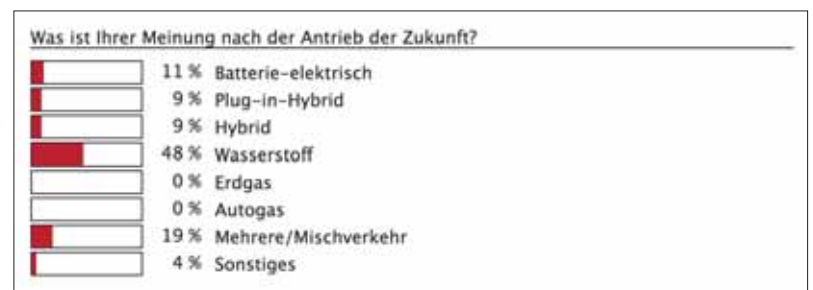 Was ist Ihrer Meinung nach der Antrieb der Zukunft?
11 % Batterie-elektrisch
9 % Plug-in-Hybrid
9 % Hybrid
48 % Wasserstoff
0 % Erdgas
0 % Autogas
19 % Mehrere/Mischverkehr
4 % Sonstiges